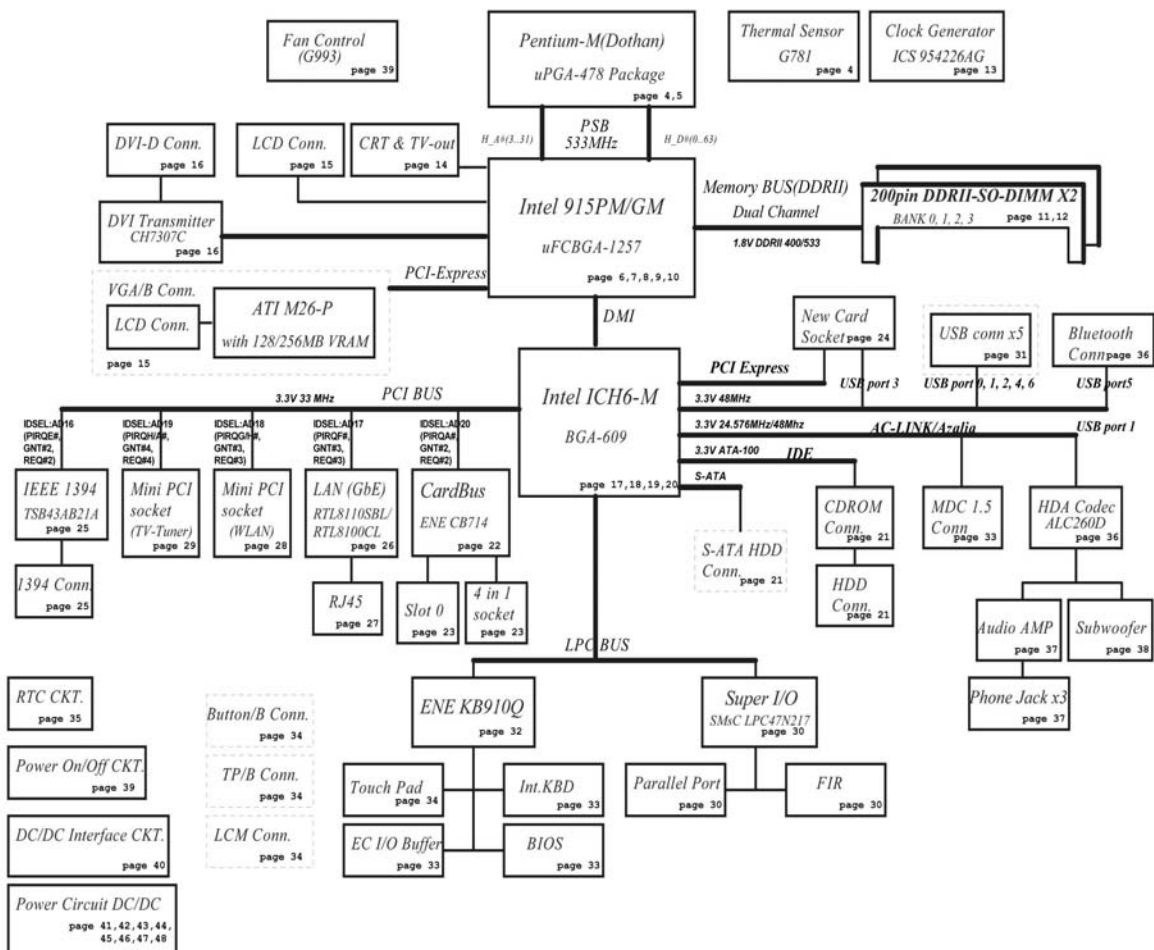 Fan Control
(G993)
page 39
Pentium-M(Dothan)
uPGA-478 Package
page 4,5
Thermal Sensor
G781
page 4
Clock Generator
ICS 954226AG
page 13
H_A#(3..31)
PSB
533MHz
H_D#(0..63)
DVI-D Conn.
page 16
LCD Conn.
page 15
CRT & TV-out
page 14
DVI Transmitter
CH7307C
page 16
Intel 915PM/GM
uFCBGA-1257
page 6,7,8,9,10
Memory BUS(DDRII)
Dual Channel
1.8V DDRII 400/533
200pin DDRII-SO-DIMM X2
BANK 0, 1, 2, 3
page 11,12
PCI-Express
VGA/B Conn.
LCD Conn.
page 15
ATI M26-P
with 128/256MB VRAM
DMI
New Card
Socket
page 24
USB conn x5
page 31
Bluetooth
Conn
page 36
PCI Express
USB port 3
USB port 0, 1, 2, 4, 6
USB port5
Intel ICH6-M
BGA-609
page 17,18,19,20
3.3V 48MHz
USB port 1
3.3V 24.576MHz/48Mhz
AC-LINK/Azalia
3.3V ATA-100
IDE
S-ATA
3.3V 33 MHz
PCI BUS
IDSEL:AD16
(PIRQE#,
GNT#2,
REQ#2)
IDSEL:AD19
(PIRQH/A#,
GNT#4,
REQ#4)
IDSEL:AD18
(PIRQG/H#,
GNT#3,
REQ#3)
IDSEL:AD17
(PIRQF#,
GNT#3,
REQ#3)
IDSEL:AD20
(PIRQA#,
GNT#2,
REQ#2)
IEEE 1394
TSB43AB21A
page 25
Mini PCI
socket
(TV-Tuner)
page 29
Mini PCI
socket
(WLAN)
page 28
LAN (GbE)
RTL8110SBL/
RTL8100CL
page 26
CardBus
ENE CB714
page 22
1394 Conn.
page 25
RJ45
page 27
Slot 0
page 23
4 in 1
socket
page 23
S-ATA HDD
Conn.
page 21
CDROM
Conn.
page 21
HDD
Conn.
page 21
MDC 1.5
Conn
page 33
HDA Codec
ALC260D
page 36
Audio AMP
page 37
Subwoofer
page 38
Phone Jack x3
page 37
LPC BUS
ENE KB910Q
page 32
Super I/O
SMsC LPC47N217
page 30
Touch Pad
page 34
Int.KBD
page 33
EC I/O Buffer
page 33
BIOS
page 33
Parallel Port
page 30
FIR
page 30
RTC CKT.
page 35
Power On/Off CKT.
page 39
DC/DC Interface CKT.
page 40
Power Circuit DC/DC
page 41,42,43,44,
45,46,47,48
Button/B Conn.
page 34
TP/B Conn.
page 34
LCM Conn.
page 34